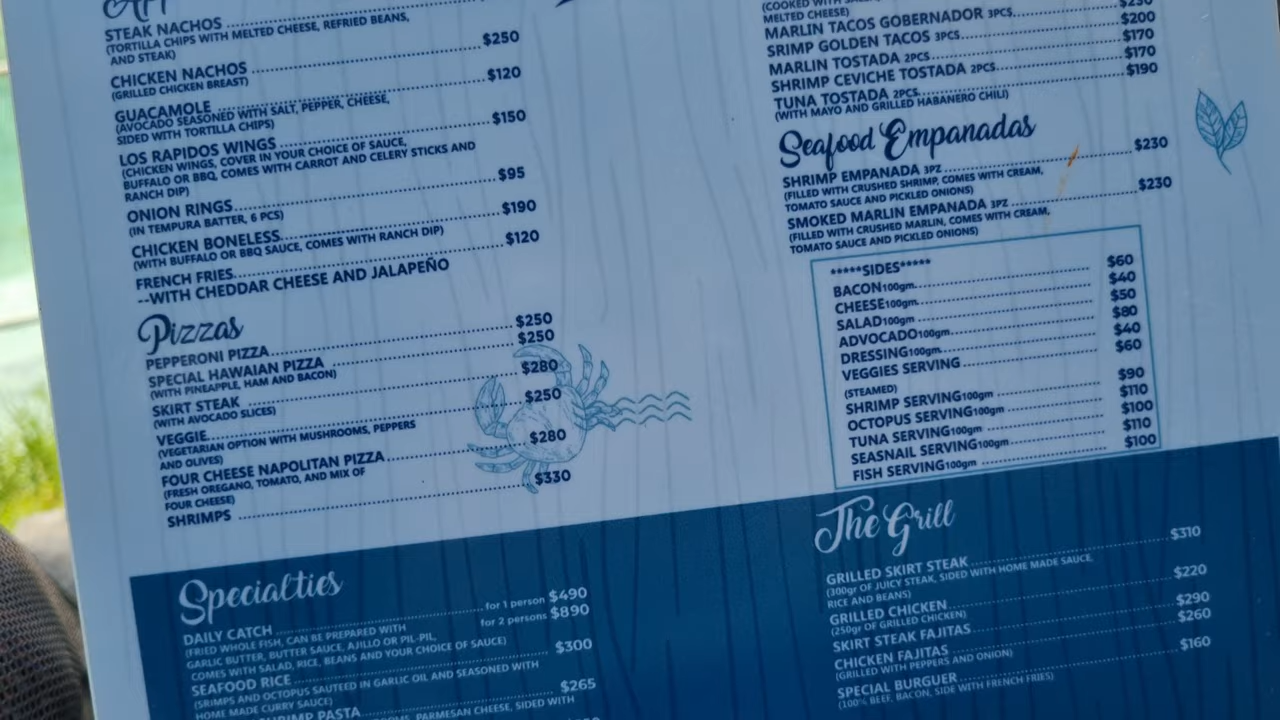 STEAK NACHOS
(TORTILLA CHIPS WITH MELTED CHEESE, REFRIED BEANS,
AND STEAK)
CHICKEN NACHOS $250
(GRILLED CHICKEN BREAST)
GUACAMOLE $120
(AVOCADO SEASONED WITH SALT, PEPPER, CHEESE,
SIDED WITH TORTILLA CHIPS)
LOS RAPIDOS WINGS $150
(CHICKEN WINGS, COVER IN YOUR CHOICE OF SAUCE,
BUFFALO OR BBQ, COMES WITH CARROT AND CELERY STICKS AND
RANCH DIP)
ONION RINGS $95
(IN TEMPURA BATTER, 6 PCS)
CHICKEN BONELESS $190
(WITH BUFFALO OR BBQ SAUCE, COMES WITH RANCH DIP)
FRENCH FRIES $120
--WITH CHEDDAR CHEESE AND JALAPEÑO
Pizzas
PEPPERONI PIZZA $250
SPECIAL HAWAIAN PIZZA $250
(WITH PINEAPPLE, HAM AND BACON)
SKIRT STEAK $280
(WITH AVOCADO SLICES)
VEGGIE $250
(VEGETARIAN OPTION WITH MUSHROOMS, PEPPERS
AND OLIVES)
FOUR CHEESE NAPOLITAN PIZZA $280
(FRESH OREGANO, TOMATO, AND MIX OF
FOUR CHEESE)
SHRIMPS $330
Specialties
DAILY CATCH for 1 person $490
for 2 persons $890
(FRIED WHOLE FISH, CAN BE PREPARED WITH
GARLIC BUTTER, BUTTER SAUCE, AJILLO OR PIL-PIL,
COMES WITH SALAD, RICE, BEANS AND YOUR CHOICE OF SAUCE)
SEAFOOD RICE $300
(SRIMPS AND OCTOPUS SAUTEED IN GARLIC OIL AND SEASONED WITH
HOME MADE CURRY SAUCE)
PASTA $265
PARMESAN CHEESE, SIDED WITH
MELTED CHEESE)
MARLIN TACOS GOBERNADOR 3PCS $230
SRIMP GOLDEN TACOS 3PCS $200
MARLIN TOSTADA 2PCS $170
SHRIMP CEVICHE TOSTADA 2PCS $170
TUNA TOSTADA 2PCS $190
(WITH MAYO AND GRILLED HABANERO CHILI)
Seafood Empanadas
SHRIMP EMPANADA 3PZ $230
(FILLED WITH CRUSHED SHRIMP, COMES WITH CREAM,
TOMATO SAUCE AND PICKLED ONIONS)
SMOKED MARLIN EMPANADA 3PZ $230
(FILLED WITH CRUSHED MARLIN, COMES WITH CREAM,
TOMATO SAUCE AND PICKLED ONIONS)
*****SIDES*****
BACON100gm $60
CHEESE100gm $40
SALAD100gm $50
ADVOCADO100gm $80
DRESSING100gm $40
VEGGIES SERVING $60
(STEAMED)
SHRIMP SERVING100gm $90
OCTOPUS SERVING100gm $110
TUNA SERVING100gm $100
SEASNAIL SERVING100gm $110
FISH SERVING100gm $100
The Grill
GRILLED SKIRT STEAK $310
(300gr OF JUICY STEAK, SIDED WITH HOME MADE SAUCE,
RICE AND BEANS)
GRILLED CHICKEN $220
(250gr OF GRILLED CHICKEN)
SKIRT STEAK FAJITAS $290
CHICKEN FAJITAS $260
(GRILLED WITH PEPPERS AND ONION)
SPECIAL BURGUER $160
(100% BEEF, BACON, SIDE WITH FRENCH FRIES)